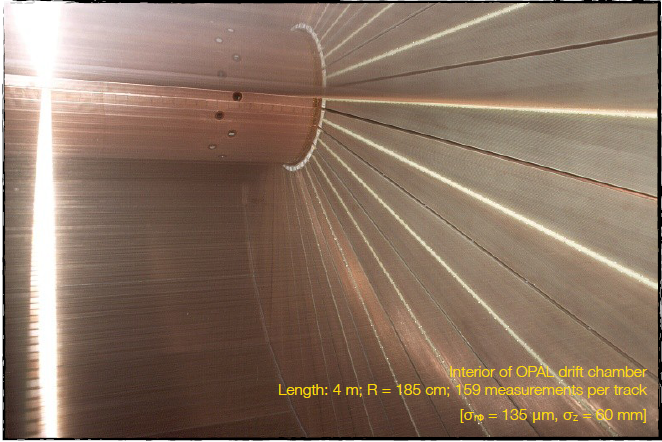 Interior of OPAL drift chamber
Length: 4 m; R = 185 cm; 159 measurements per track
[σrϕ = 135 μm, σz = 60 mm]